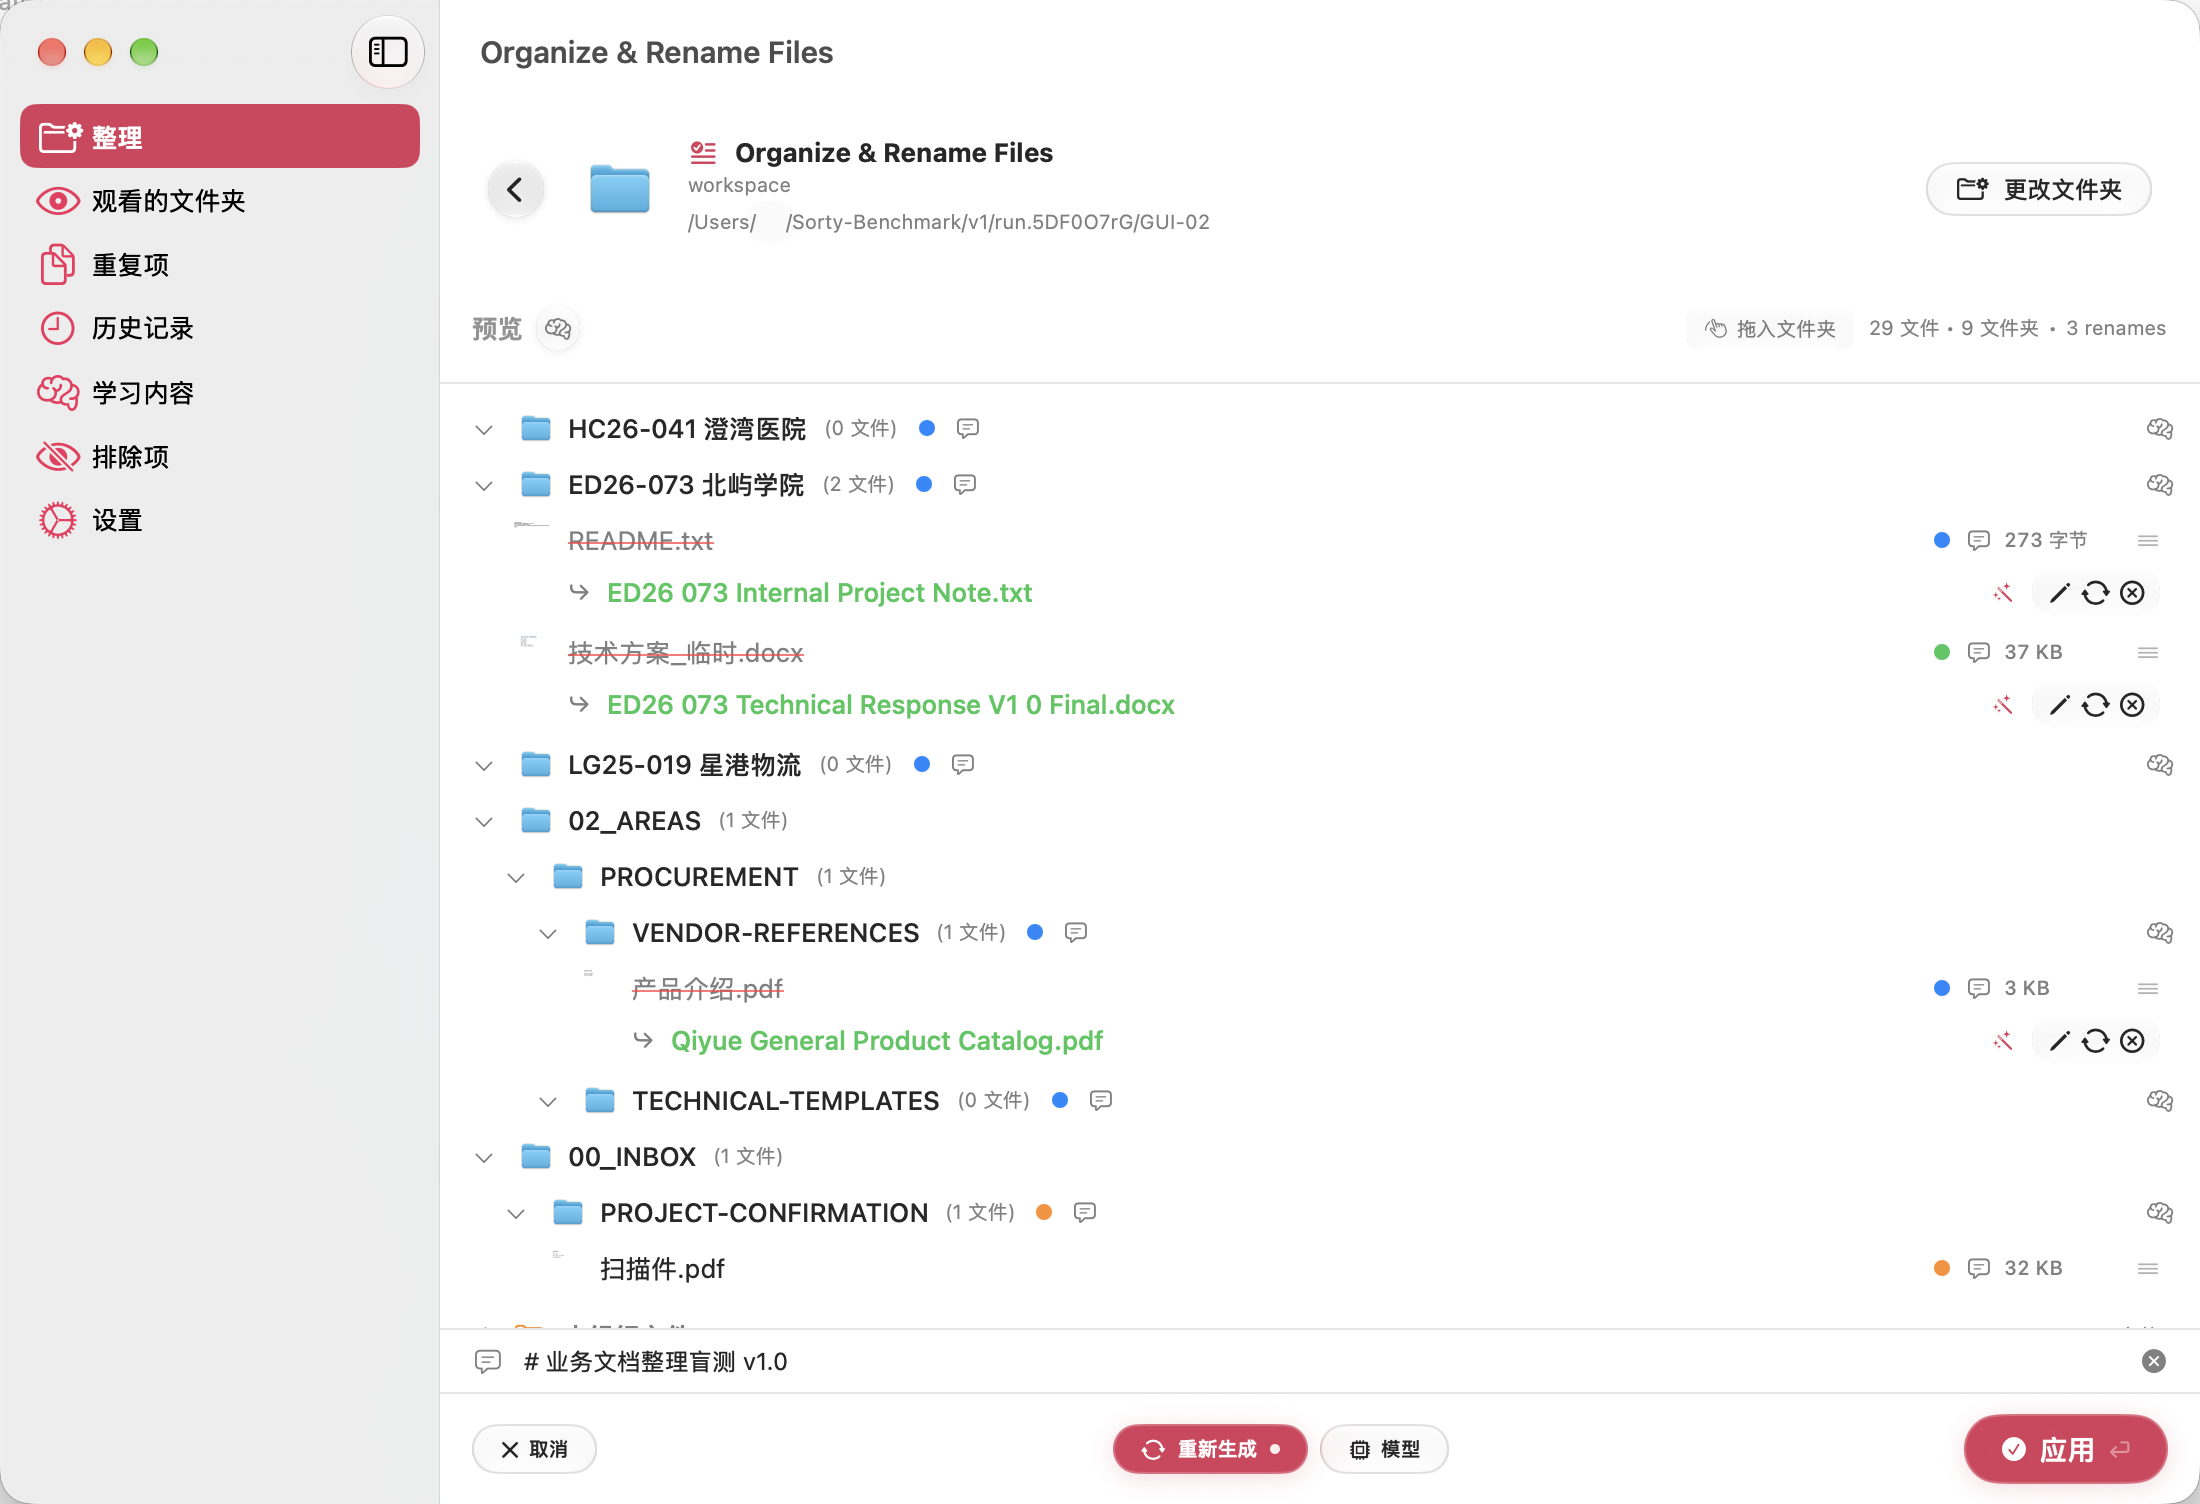 Organize & Rename Files
整理
观看的文件夹
重复项
历史记录
学习内容
排除项
设置
Organize & Rename Files
workspace
/Users/ /Sorty-Benchmark/v1/run.5DF0O7rG/GUI-02
更改文件夹
预览
拖入文件夹 29 文件 • 9 文件夹 • 3 renames
HC26-041 澄湾医院 (0 文件)
ED26-073 北屿学院 (2 文件)
README.txt 273 字节
ED26 073 Internal Project Note.txt
技术方案_临时.docx 37 KB
ED26 073 Technical Response V1 0 Final.docx
LG25-019 星港物流 (0 文件)
02_AREAS (1 文件)
PROCUREMENT (1 文件)
VENDOR-REFERENCES (1 文件)
产品介绍.pdf 3 KB
Qiyue General Product Catalog.pdf
TECHNICAL-TEMPLATES (0 文件)
00_INBOX (1 文件)
PROJECT-CONFIRMATION (1 文件)
扫描件.pdf 32 KB
# 业务文档整理盲测 v1.0
取消
重新生成
模型
应用